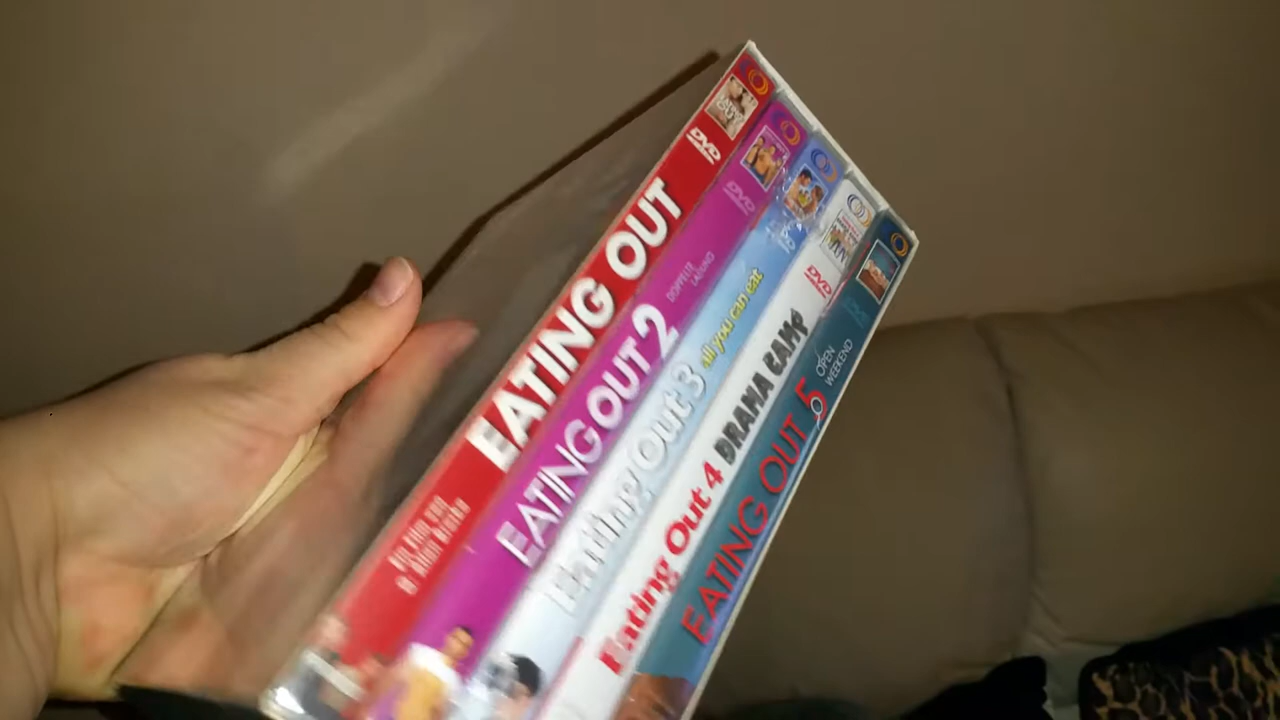 DVD
EATING OUT
EATING OUT 2
DOPPELTE
LADUNG
DVD
Eating Out 3
all you can eat
DVD
Eating Out 4
DRAMA CAMP
EATING OUT 5
OPEN
WEEKEND